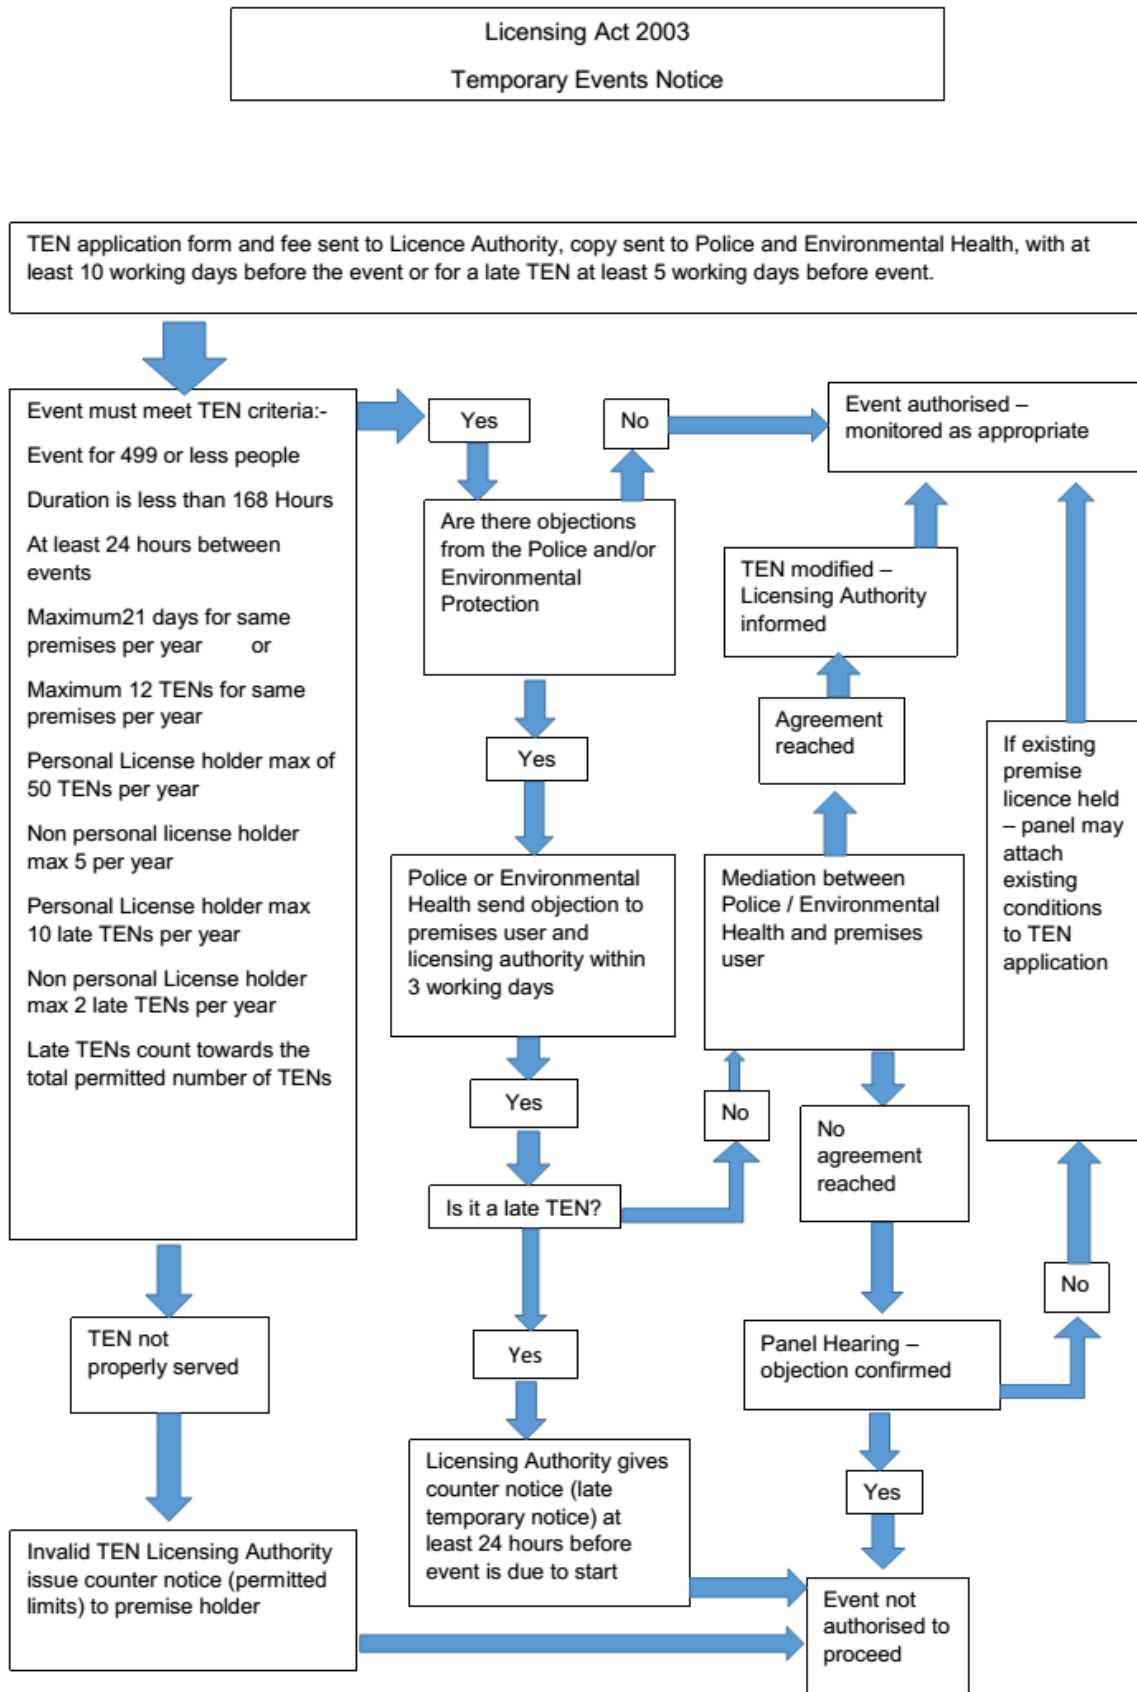 Licensing Act 2003
Temporary Events Notice
TEN application form and fee sent to Licence Authority, copy sent to Police and Environmental Health, with at
least 10 working days before the event or for a late TEN at least 5 working days before event.
Event must meet TEN criteria:-
Event for 499 or less people
Duration is less than 168 Hours
At least 24 hours between
events
Maximum21 days for same
premises per year or
Maximum 12 TENs for same
premises per year
Personal License holder max of
50 TENs per year
Non personal license holder
max 5 per year
Personal License holder max
10 late TENs per year
Non personal License holder
max 2 late TENs per year
Late TENs count towards the
total permitted number of TENs
TEN not
properly served
Invalid TEN Licensing Authority
issue counter notice (permitted
limits) to premise holder
Yes
Are there objections
from the Police and/or
Environmental
Protection
No
Yes
Police or Environmental
Health send objection to
premises user and
licensing authority within
3 working days
Yes
Is it a late TEN?
Yes
Licensing Authority gives
counter notice (late
temporary notice) at
least 24 hours before
event is due to start
No
Event authorised –
monitored as appropriate
TEN modified –
Licensing Authority
informed
Agreement
reached
Mediation between
Police / Environmental
Health and premises
user
No
agreement
reached
Panel Hearing –
objection confirmed
Yes
Event not
authorised to
proceed
No
If existing
premise
licence held
– panel may
attach
existing
conditions
to TEN
application